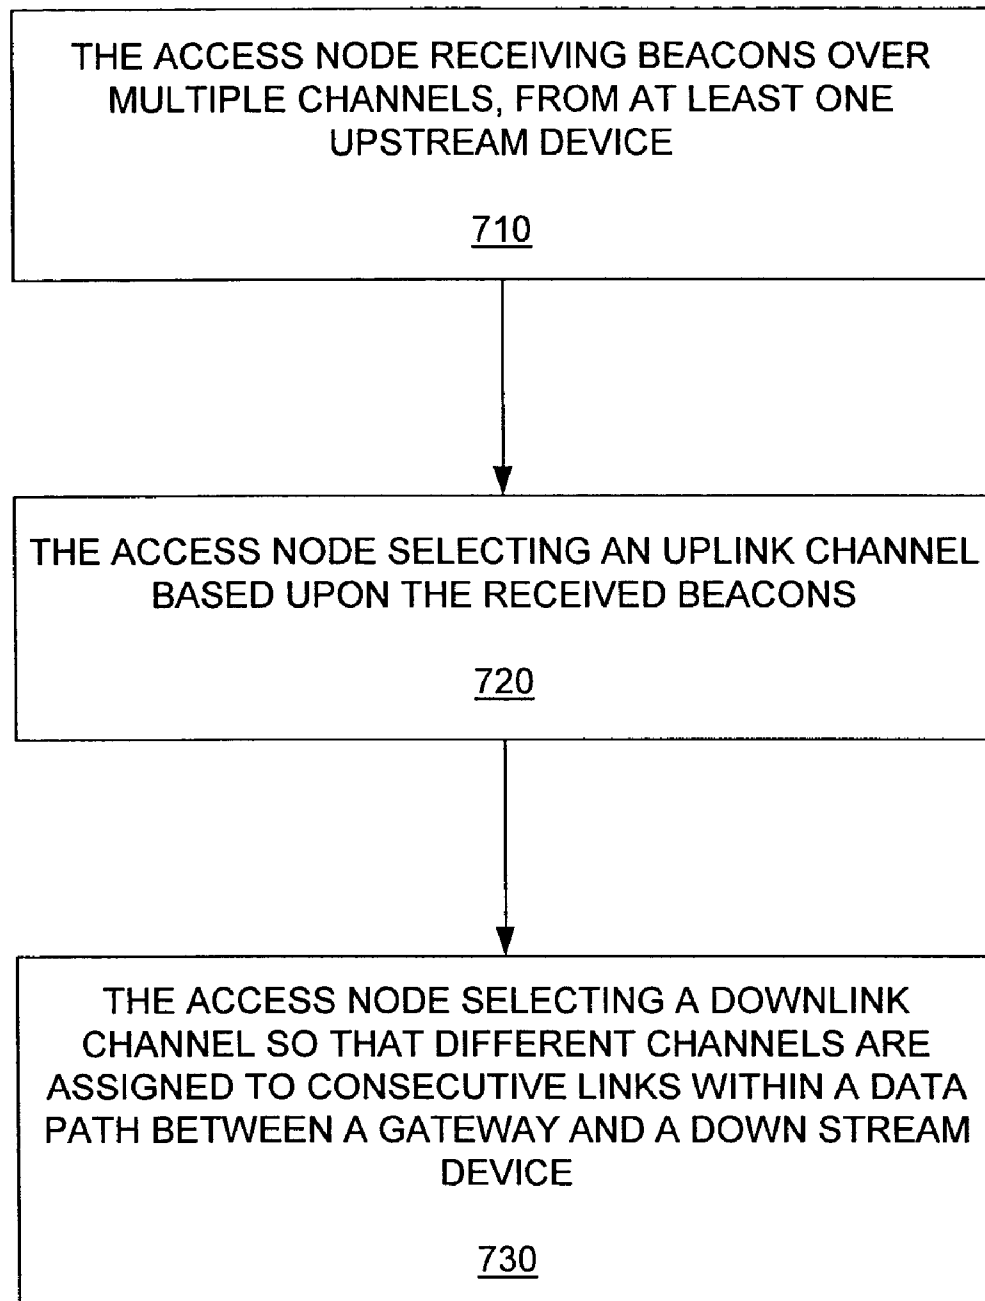 THE ACCESS NODE RECEIVING BEACONS OVER
MULTIPLE CHANNELS, FROM AT LEAST ONE
UPSTREAM DEVICE
710
THE ACCESS NODE SELECTING AN UPLINK CHANNEL
BASED UPON THE RECEIVED BEACONS
720
THE ACCESS NODE SELECTING A DOWNLINK
CHANNEL SO THAT DIFFERENT CHANNELS ARE
ASSIGNED TO CONSECUTIVE LINKS WITHIN A DATA
PATH BETWEEN A GATEWAY AND A DOWN STREAM
DEVICE
730